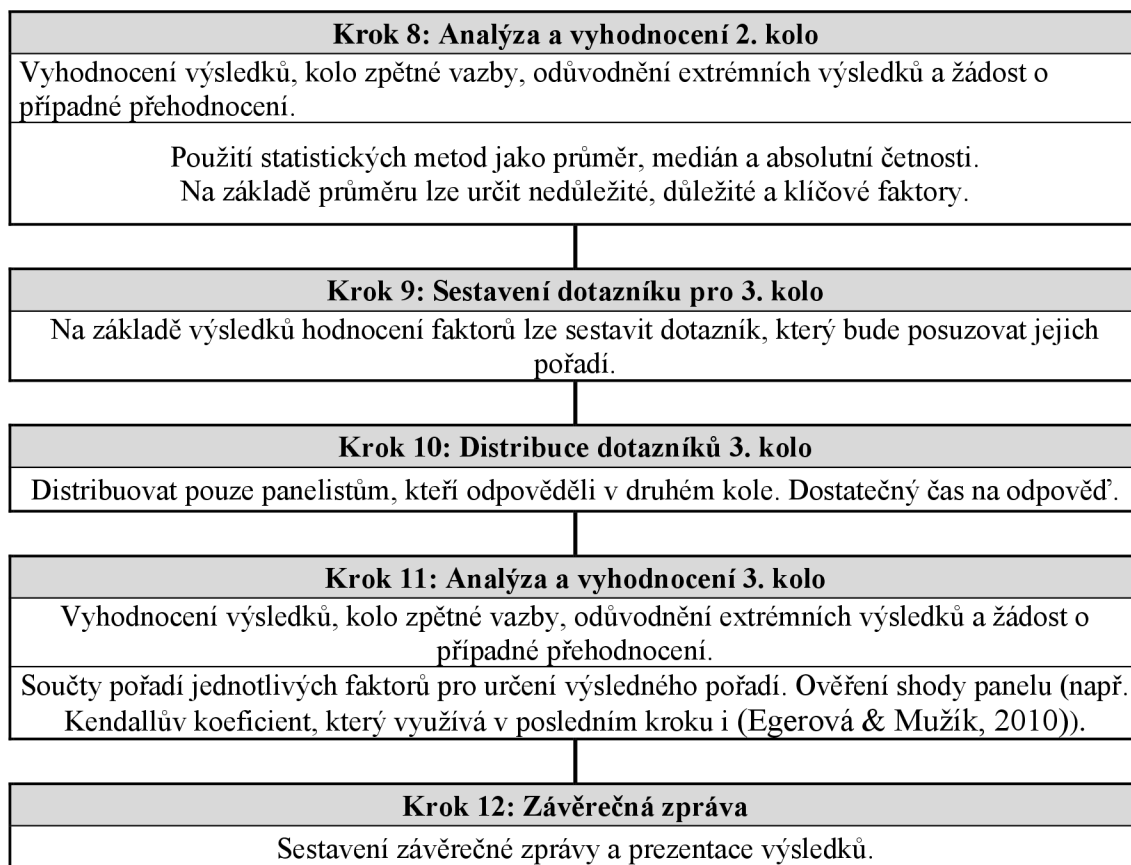 Krok 8: Analýza a vyhodnocení 2. kolo
Vyhodnocení výsledků, kolo zpětné vazby, odůvodnění extrémních výsledků a žádost o
případné přehodnocení.
Použití statistických metod jako průměr, medián a absolutní četnosti.
Na základě průměru lze určit nedůležité, důležité a klíčové faktory.
Krok 9: Sestavení dotazníku pro 3. kolo
Na základě výsledků hodnocení faktorů lze sestavit dotazník, který bude posuzovat jejich
pořadí.
Krok 10: Distribuce dotazníků 3. kolo
Distribuovat pouze panelistům, kteří odpověděli v druhém kole. Dostatečný čas na odpověď.
Krok 11: Analýza a vyhodnocení 3. kolo
Vyhodnocení výsledků, kolo zpětné vazby, odůvodnění extrémních výsledků a žádost o
případné přehodnocení.
Součty pořadí jednotlivých faktorů pro určení výsledného pořadí. Ověření shody panelu (např.
Kendallův koeficient, který využívá v posledním kroku i (Egerová & Mužík, 2010)).
Krok 12: Závěrečná zpráva
Sestavení závěrečné zprávy a prezentace výsledků.